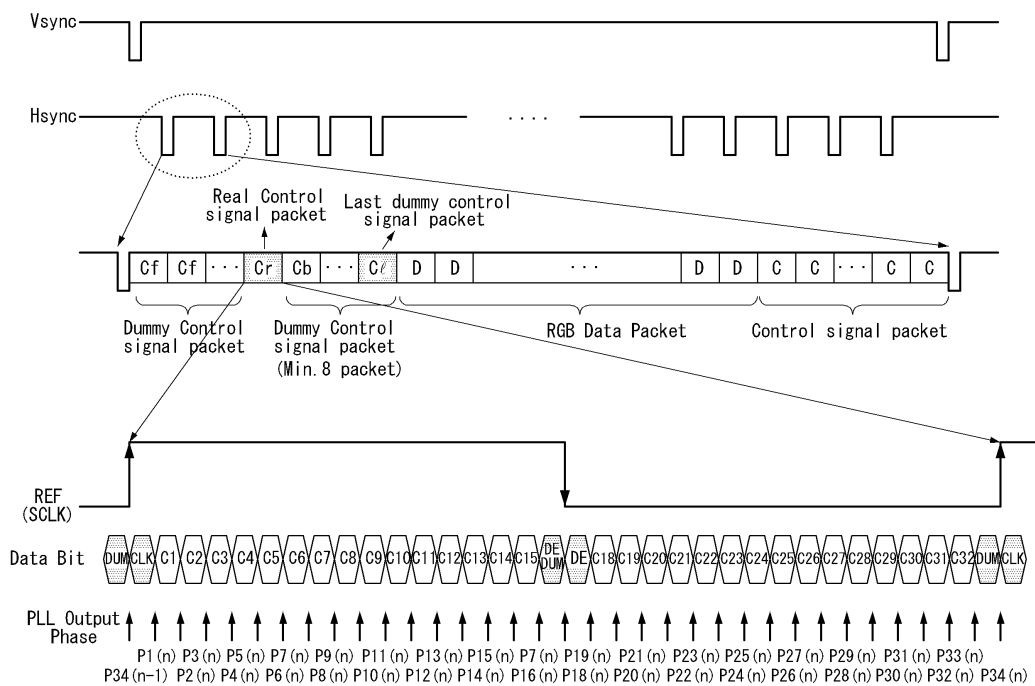 Vsync
Hsync
· · · ·
Real Control
signal packet
Last dummy control
signal packet
Cf Cf ··· Cr Cb ··· Cℓ D D ··· D D C C ··· C C
Dummy Control
signal packet
Dummy Control
signal packet
(Min.8 packet)
RGB Data Packet
Control signal packet
REF
(SCLK)
Data Bit DUM CLK C1 C2 C3 C4 C5 C6 C7 C8 C9 C10 C11 C12 C13 C14 C15 DE DUM DE C18 C19 C20 C21 C22 C23 C24 C25 C26 C27 C28 C29 C30 C31 C32 DUM CLK
PLL Output
Phase
P1(n) P3(n) P5(n) P7(n) P9(n) P11(n) P13(n) P15(n) P7(n) P19(n) P21(n) P23(n) P25(n) P27(n) P29(n) P31(n) P33(n)
P34(n-1) P2(n) P4(n) P6(n) P8(n) P10(n) P12(n) P14(n) P16(n) P18(n) P20(n) P22(n) P24(n) P26(n) P28(n) P30(n) P32(n) P34(n)